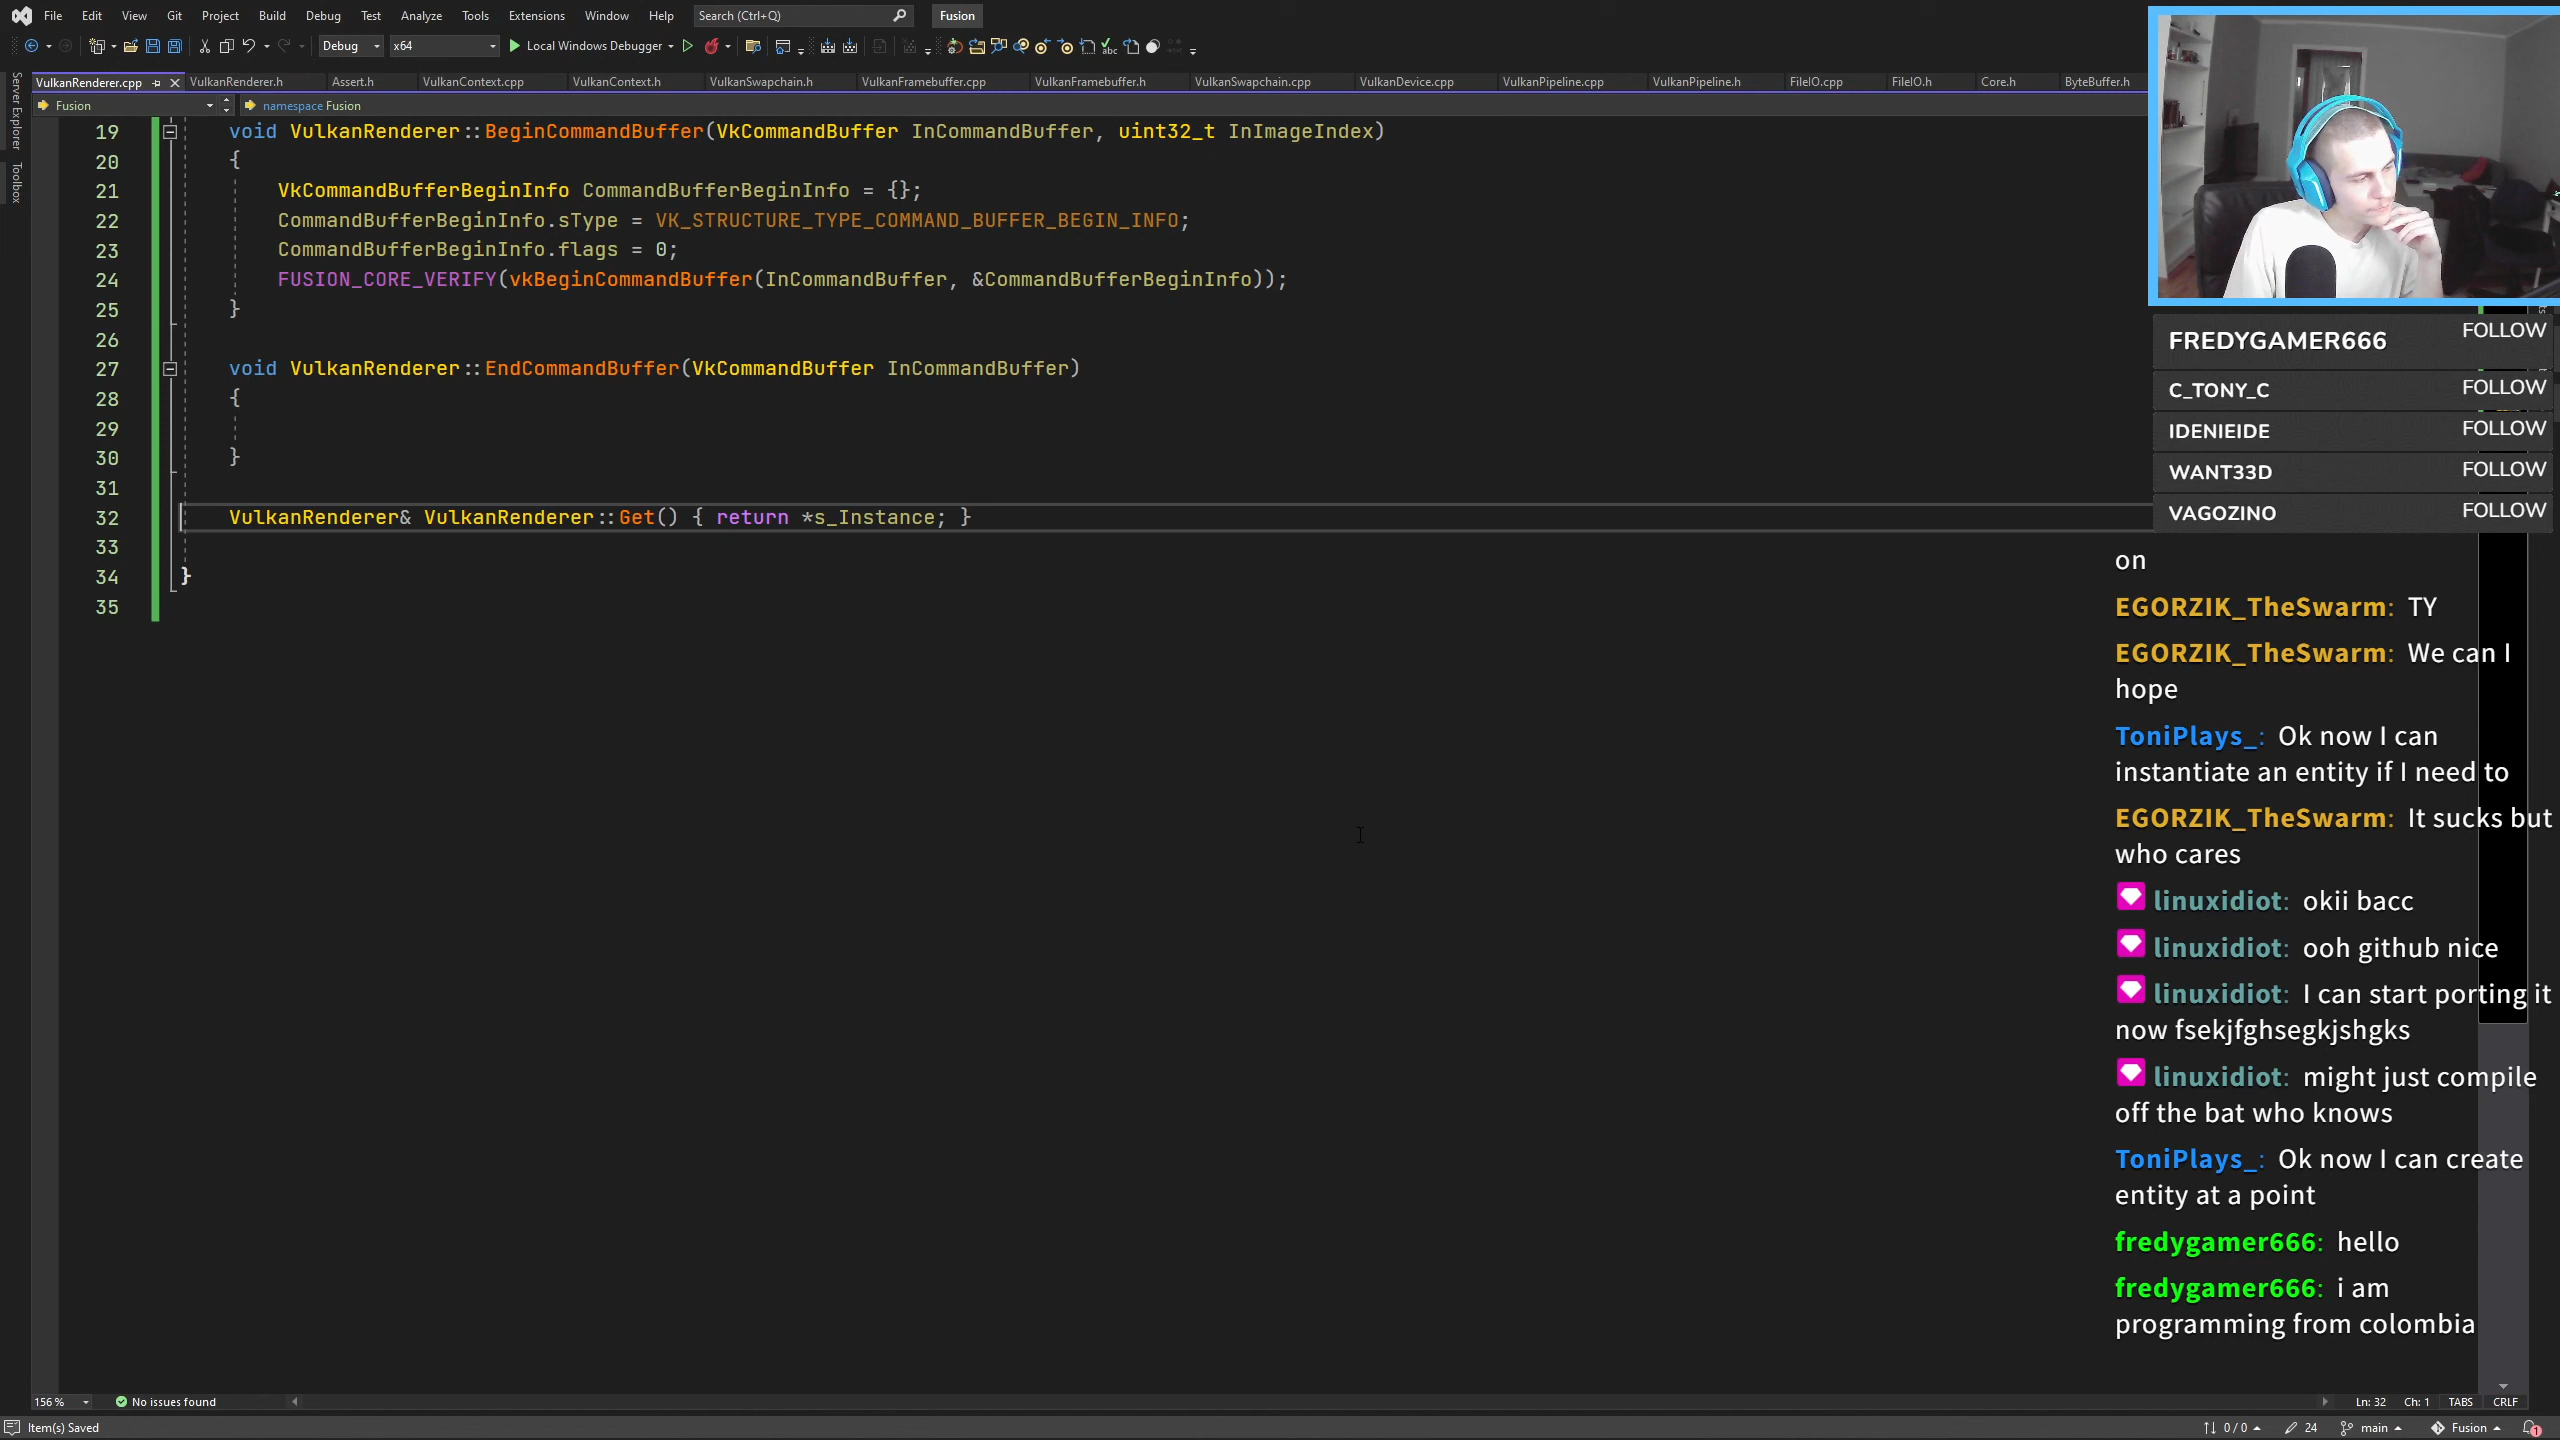 File Edit View Git Project Build Debug Test Analyze Tools Extensions Window Help Search (Ctrl+Q) Fusion
Debug x64 Local Windows Debugger
VulkanRenderer.cpp VulkanRenderer.h Assert.h VulkanContext.cpp VulkanContext.h VulkanSwapchain.h VulkanFramebuffer.cpp VulkanFramebuffer.h VulkanSwapchain.cpp VulkanDevice.cpp VulkanPipeline.cpp VulkanPipeline.h FileIO.cpp FileIO.h Core.h ByteBuffer.h
Fusion namespace Fusion
Server Explorer
Toolbox
19 void VulkanRenderer::BeginCommandBuffer(VkCommandBuffer InCommandBuffer, uint32_t InImageIndex)
20 {
21 VkCommandBufferBeginInfo CommandBufferBeginInfo = {};
22 CommandBufferBeginInfo.sType = VK_STRUCTURE_TYPE_COMMAND_BUFFER_BEGIN_INFO;
23 CommandBufferBeginInfo.flags = 0;
24 FUSION_CORE_VERIFY(vkBeginCommandBuffer(InCommandBuffer, &CommandBufferBeginInfo));
25 }
26
27 void VulkanRenderer::EndCommandBuffer(VkCommandBuffer InCommandBuffer)
28 {
29
30 }
31
32 VulkanRenderer& VulkanRenderer::Get() { return *s_Instance; }
33
34 }
35
FREDYGAMER666 FOLLOW
C_TONY_C FOLLOW
IDENIEIDE FOLLOW
WANT33D FOLLOW
VAGOZINO FOLLOW
on
EGORZIK_TheSwarm: TY
EGORZIK_TheSwarm: We can I
hope
ToniPlays_: Ok now I can
instantiate an entity if I need to
EGORZIK_TheSwarm: It sucks but
who cares
linuxidiot: okii bacc
linuxidiot: ooh github nice
linuxidiot: I can start porting it
now fsekjfghsegkjshgks
linuxidiot: might just compile
off the bat who knows
ToniPlays_: Ok now I can create
entity at a point
fredygamer666: hello
fredygamer666: i am
programming from colombia
156 % No issues found Ln: 32 Ch: 1 TABS CRLF
Item(s) Saved 0 / 0 24 main Fusion 1